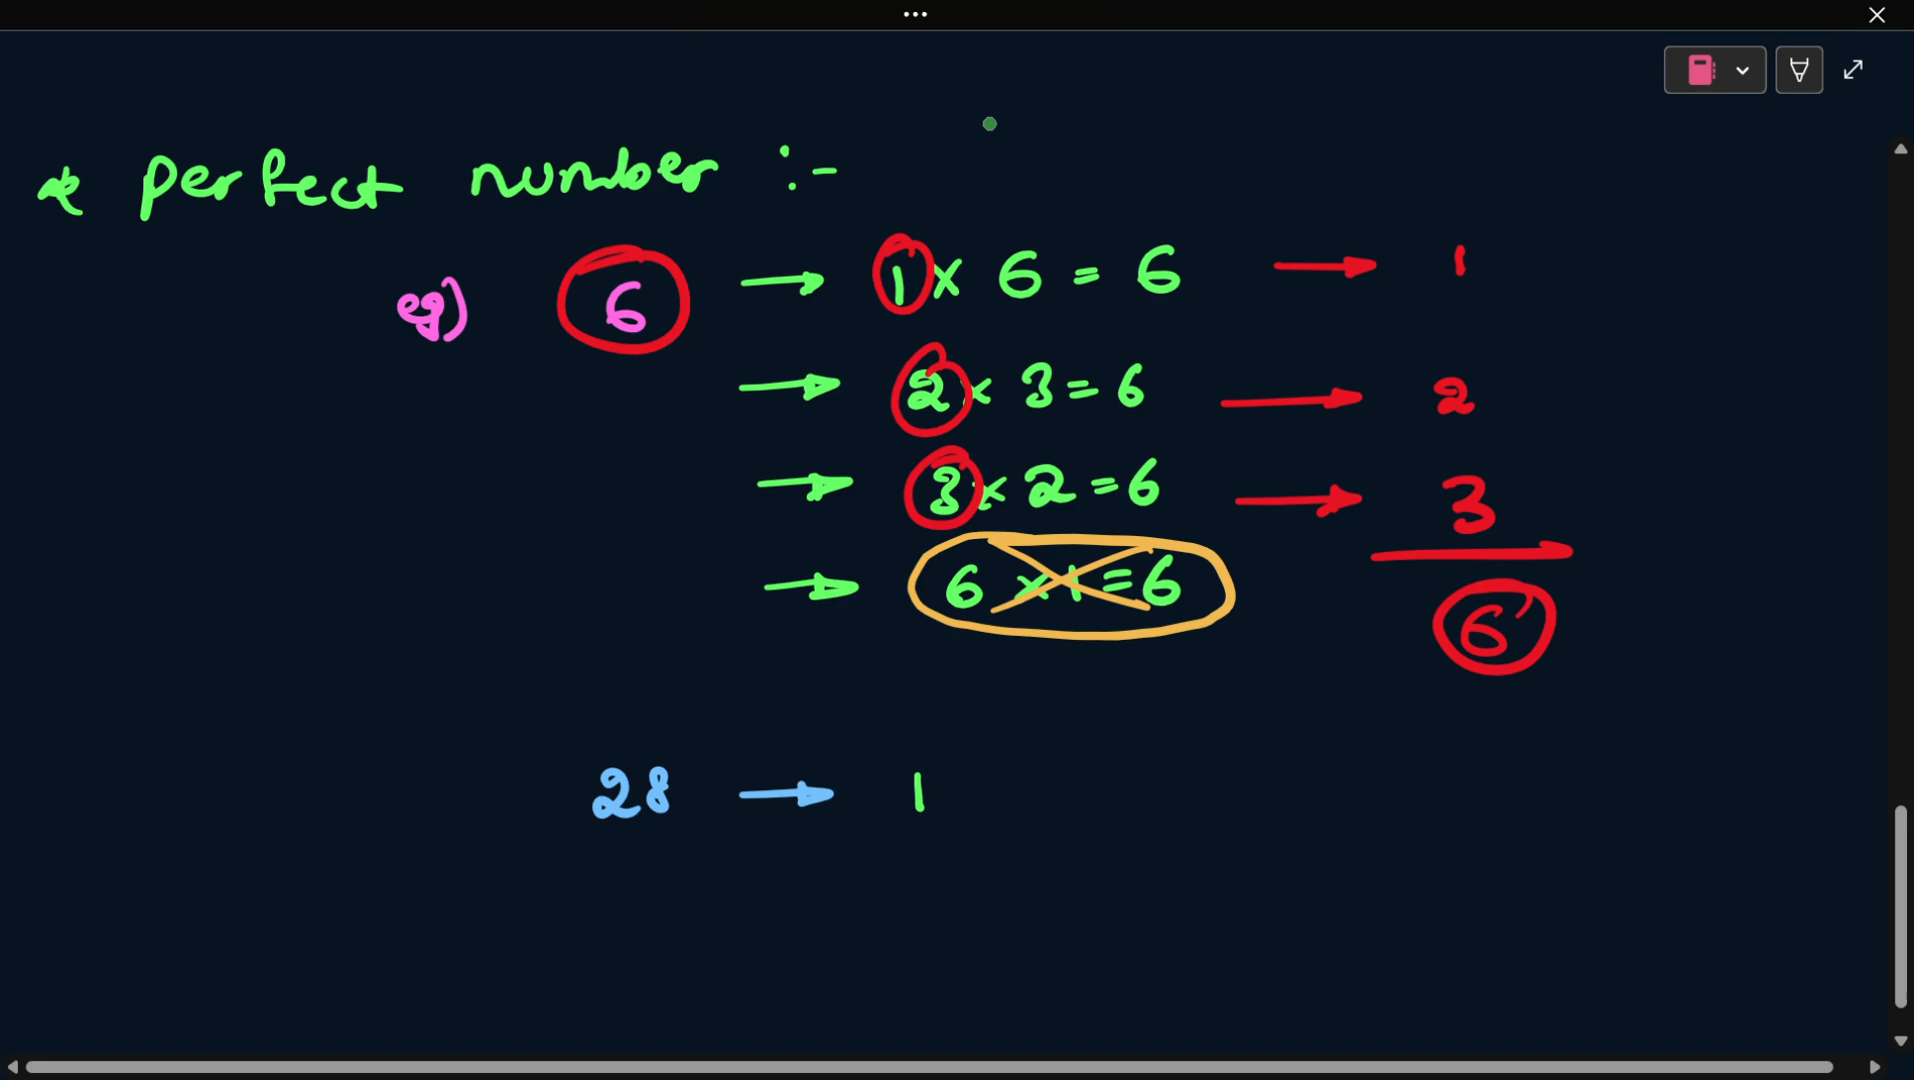 * perfect number :-
eg) 6 → 1 x 6 = 6 → 1
→ 2 x 3 = 6 → 2
→ 3 x 2 = 6 → 3
→ 6 x 1 = 6
6
28 → 1